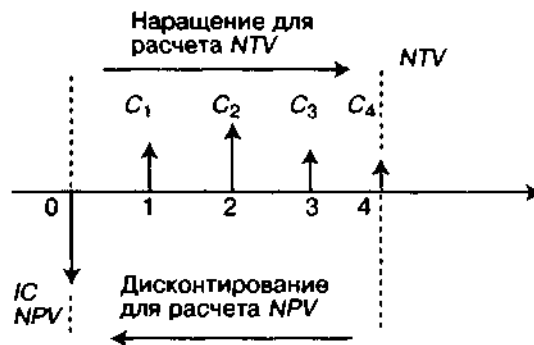 Наращение для
расчета NTV
NTV
C1 C2 C3 C4
0 1 2 3 4
IC
NPV
Дисконтирование
для расчета NPV